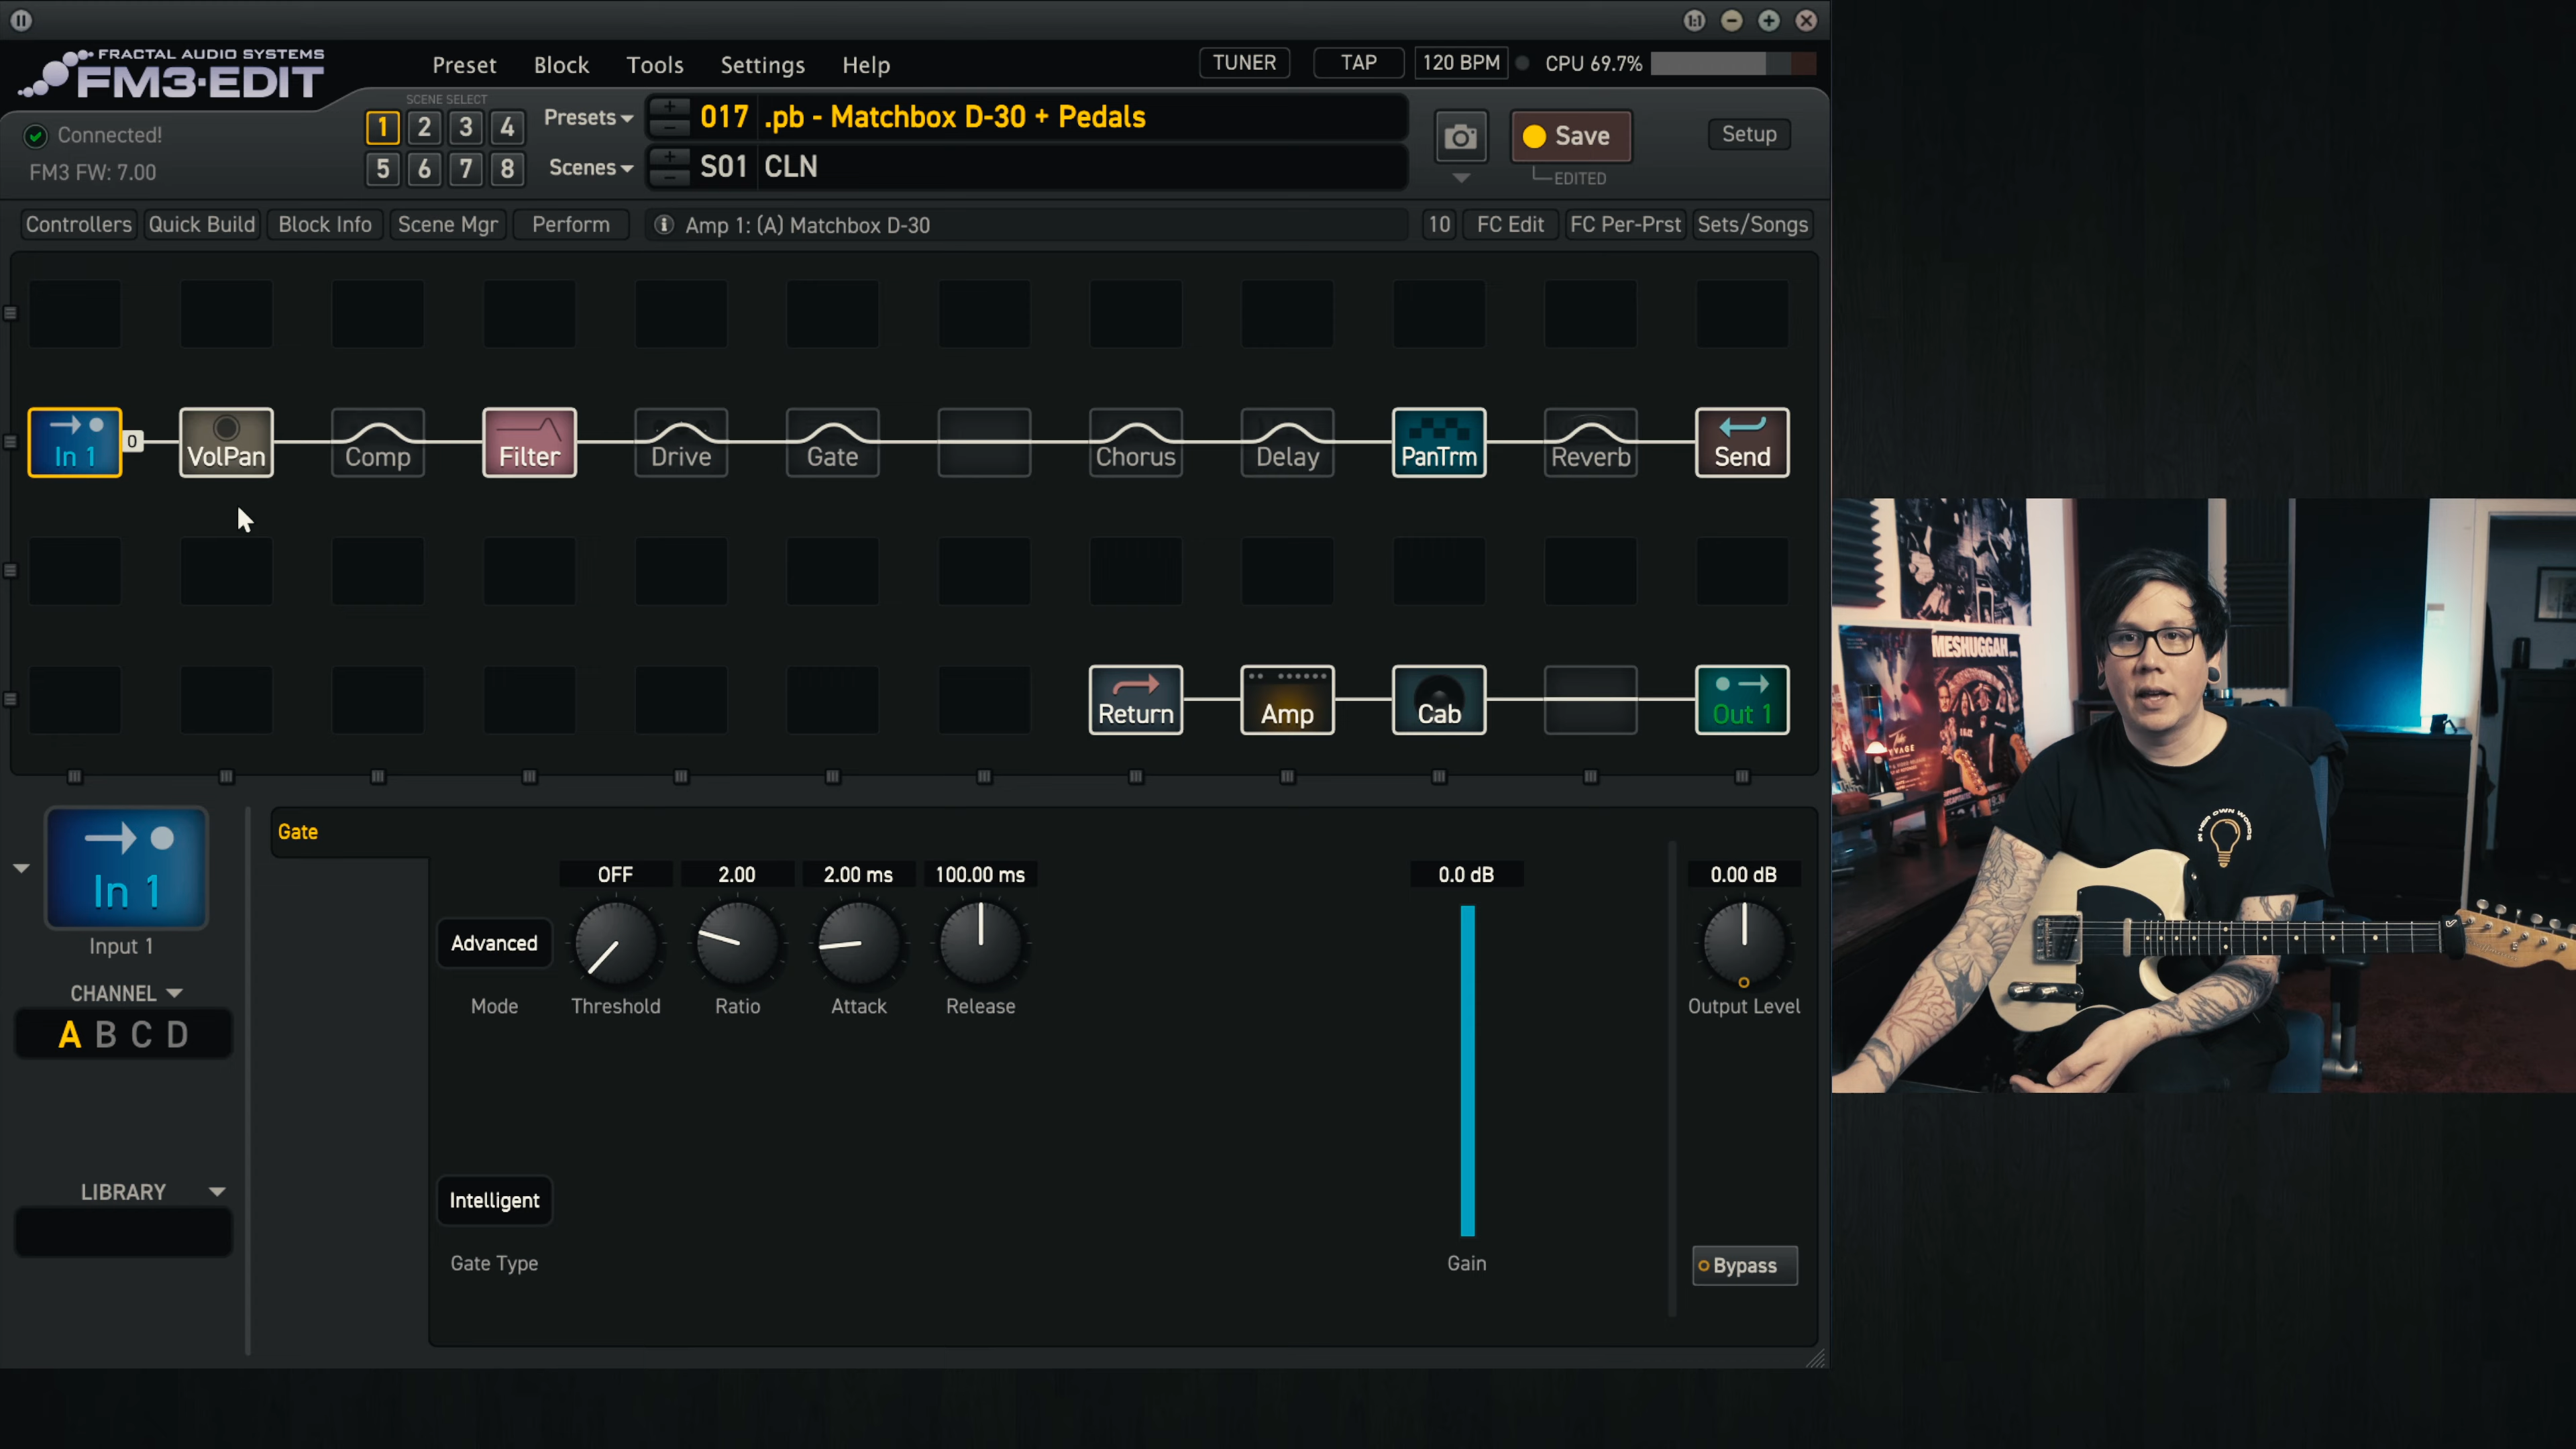 FRACTAL AUDIO SYSTEMS
FM3·EDIT
Preset Block Tools Settings Help
TUNER TAP 120 BPM CPU 69.7%
1:1
Connected!
FM3 FW: 7.00
SCENE SELECT
1 2 3 4
5 6 7 8
Presets 017 .pb - Matchbox D-30 + Pedals
Scenes S01 CLN
Save
EDITED
Setup
Controllers Quick Build Block Info Scene Mgr Perform
Amp 1: (A) Matchbox D-30
10 FC Edit FC Per-Prst Sets/Songs
In 1 0 VolPan Comp Filter Drive Gate Chorus Delay PanTrm Reverb Send
Return Amp Cab Out 1
In 1
Input 1
CHANNEL
A B C D
LIBRARY
Gate
OFF 2.00 2.00 ms 100.00 ms 0.0 dB 0.00 dB
Advanced
Mode Threshold Ratio Attack Release Output Level
Intelligent
Gate Type
Gain
Bypass
MESHUGGAH
IN HER OWN WORDS